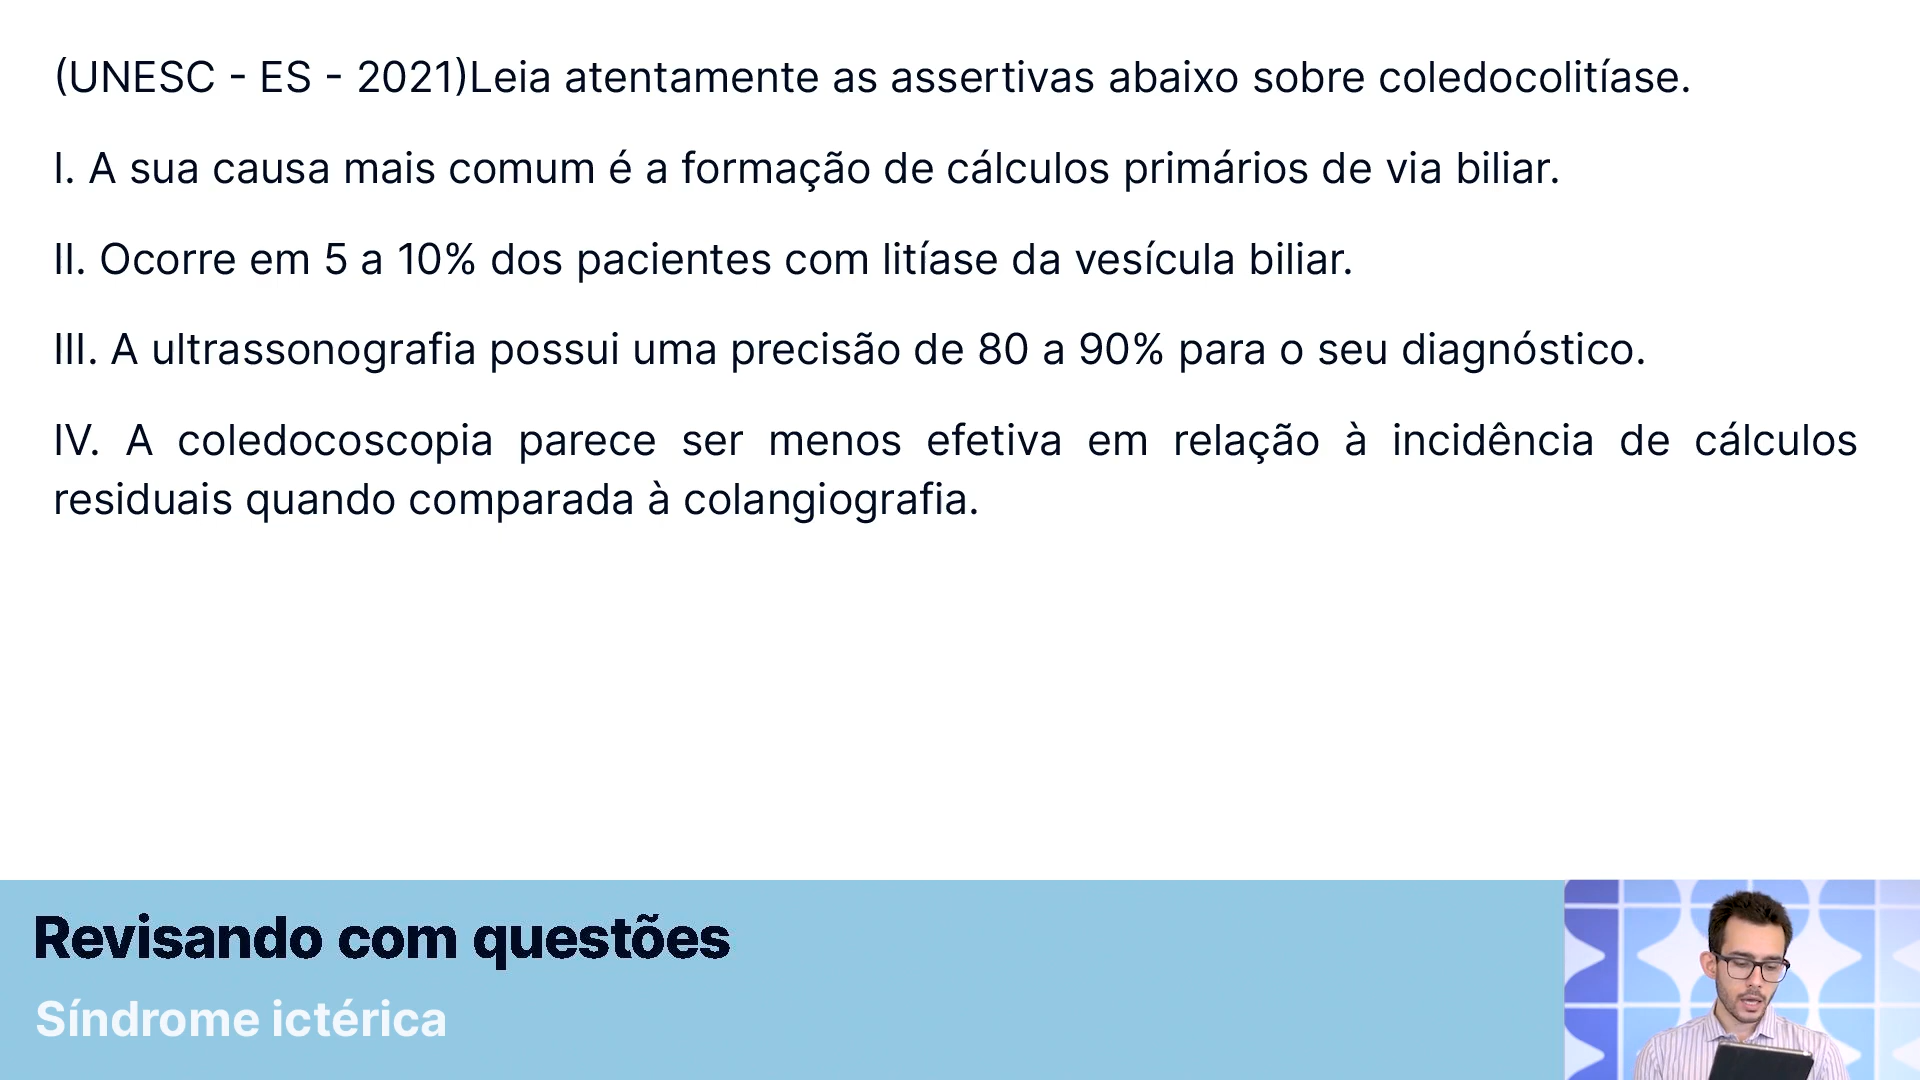 (UNESC - ES - 2021)Leia atentamente as assertivas abaixo sobre coledocolitíase.
I. A sua causa mais comum é a formação de cálculos primários de via biliar.
II. Ocorre em 5 a 10% dos pacientes com litíase da vesícula biliar.
III. A ultrassonografia possui uma precisão de 80 a 90% para o seu diagnóstico.
IV. A coledocoscopia parece ser menos efetiva em relação à incidência de cálculos
residuais quando comparada à colangiografia.
Revisando com questões
Síndrome ictérica